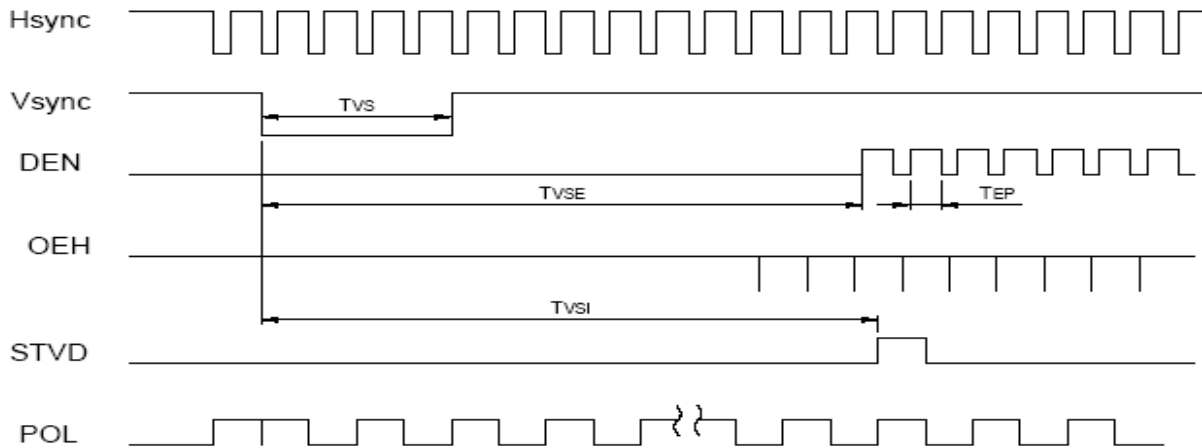 Hsync
Vsync
TVS
DEN
TVSE
TEP
OEH
TVSI
STVD
POL